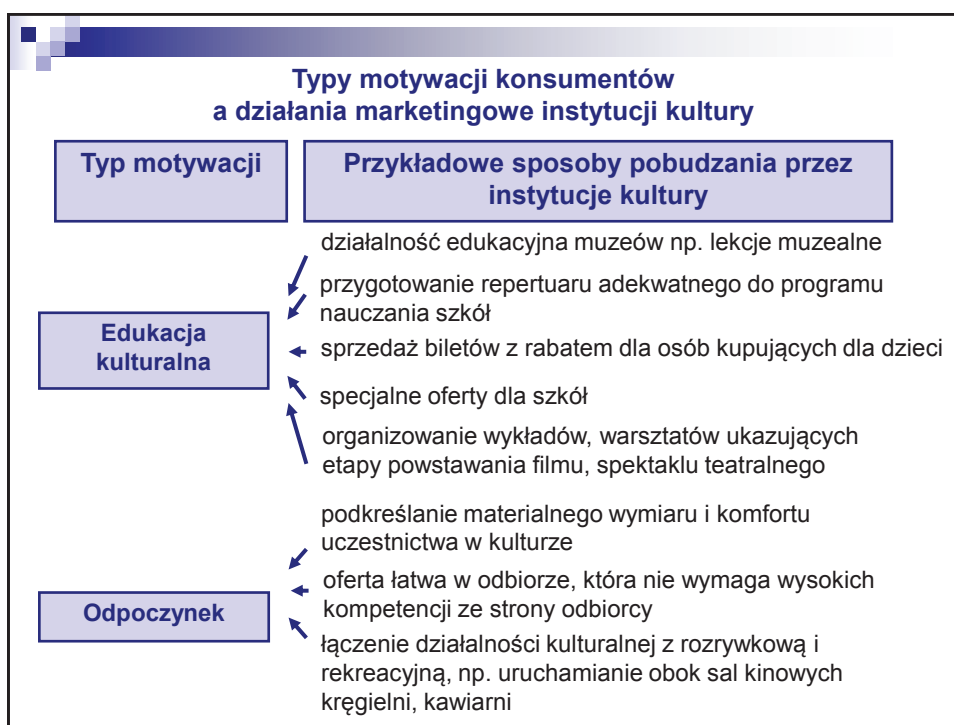 Typy motywacji konsumentów
a działania marketingowe instytucji kultury
Typ motywacji
Przykładowe sposoby pobudzania przez
instytucje kultury
działalność edukacyjna muzeów np. lekcje muzealne
przygotowanie repertuaru adekwatnego do programu
nauczania szkół
Edukacja
kulturalna
sprzedaż biletów z rabatem dla osób kupujących dla dzieci
specjalne oferty dla szkół
organizowanie wykładów, warsztatów ukazujących
etapy powstawania filmu, spektaklu teatralnego
podkreślanie materialnego wymiaru i komfortu
uczestnictwa w kulturze
oferta łatwa w odbiorze, która nie wymaga wysokich
kompetencji ze strony odbiorcy
Odpoczynek
łączenie działalności kulturalnej z rozrywkową i
rekreacyjną, np. uruchamianie obok sal kinowych
kręgielni, kawiarni